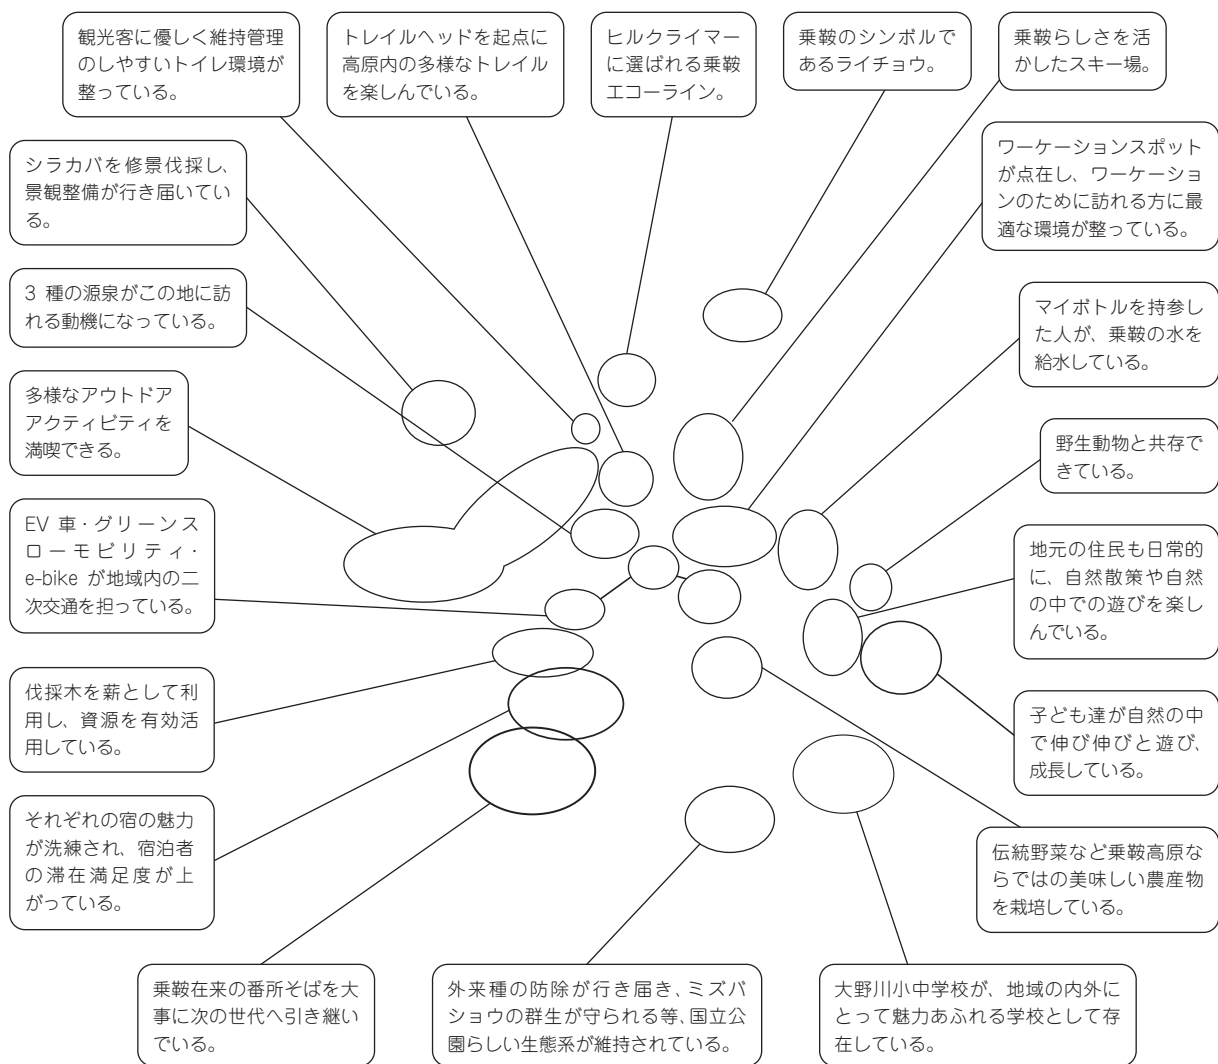 観光客に優しく維持管理
のしやすいトイレ環境が
整っている。
トレイルヘッドを起点に
高原内の多様なトレイル
を楽しんでいる。
ヒルクライマー
に選ばれる乗鞍
エコーライン。
乗鞍のシンボルで
あるライチョウ。
乗鞍らしさを活
かしたスキー場。
シラカバを修景伐採し、
景観整備が行き届いてい
る。
ワーケーションスポット
が点在し、ワーケーショ
ンのために訪れる方に最
適な環境が整っている。
3 種の源泉がこの地に訪
れる動機になっている。
マイボトルを持参し
た人が、乗鞍の水を
給水している。
多様なアウトドア
アクティビティを
満喫できる。
野生動物と共存で
きている。
EV 車・グリーンス
ローモビリティ・
e-bike が地域内の二
次交通を担っている。
地元の住民も日常的
に、自然散策や自然
の中での遊びを楽し
んでいる。
伐採木を薪として利
用し、資源を有効活
用している。
子ども達が自然の中
で伸び伸びと遊び、
成長している。
それぞれの宿の魅力
が洗練され、宿泊者
の滞在満足度が上
がっている。
伝統野菜など乗鞍高原な
らではの美味しい農産物
を栽培している。
乗鞍在来の番所そばを大
事に次の世代へ引き継い
でいる。
外来種の防除が行き届き、ミズバ
ショウの群生が守られる等、国立公
園らしい生態系が維持されている。
大野川小中学校が、地域の内外に
とって魅力あふれる学校として存
在している。